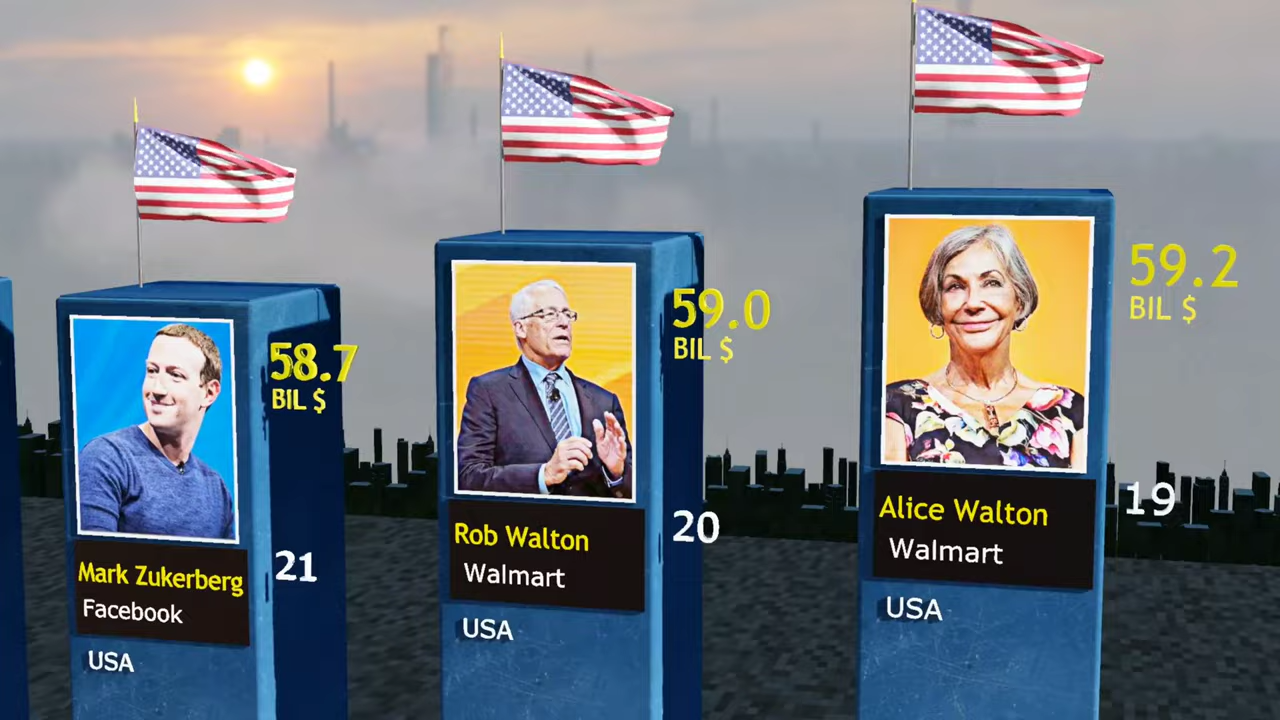 58.7
BIL $
Mark Zukerberg
Facebook
21
USA
59.0
BIL $
Rob Walton
Walmart
20
USA
59.2
BIL $
Alice Walton
Walmart
19
USA